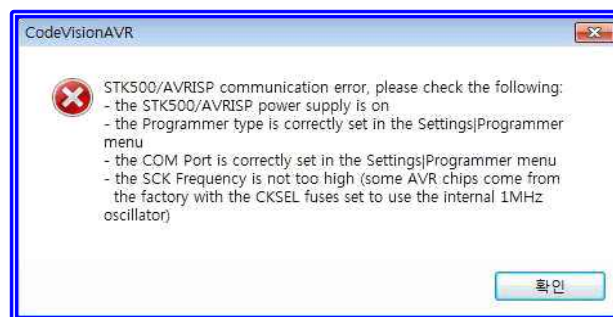 CodeVisionAVR
STK500/AVRISP communication error, please check the following:
- the STK500/AVRISP power supply is on
- the Programmer type is correctly set in the Settings|Programmer
menu
- the COM Port is correctly set in the Settings|Programmer menu
- the SCK Frequency is not too high (some AVR chips come from
the factory with the CKSEL fuses set to use the internal 1MHz
oscillator)
확인